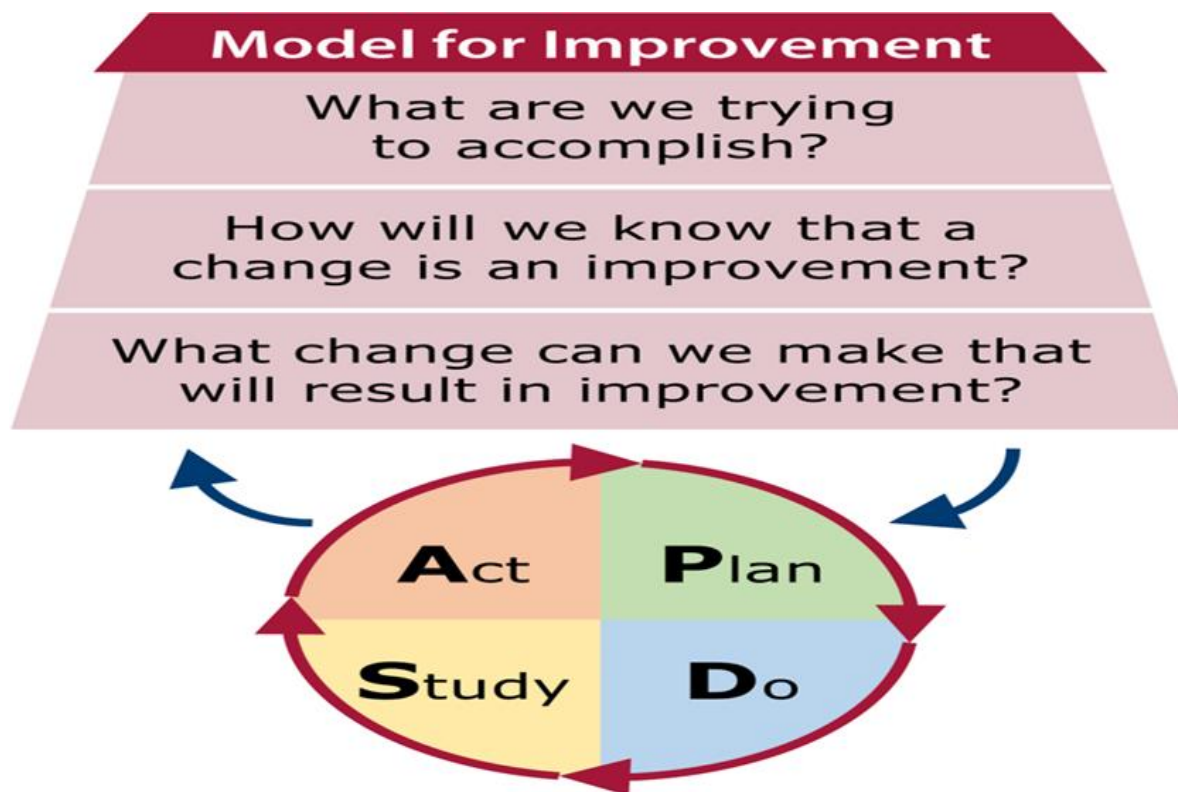 Model for Improvement
What are we trying
to accomplish?
How will we know that a
change is an improvement?
What change can we make that
will result in improvement?
Act
Plan
Study
Do